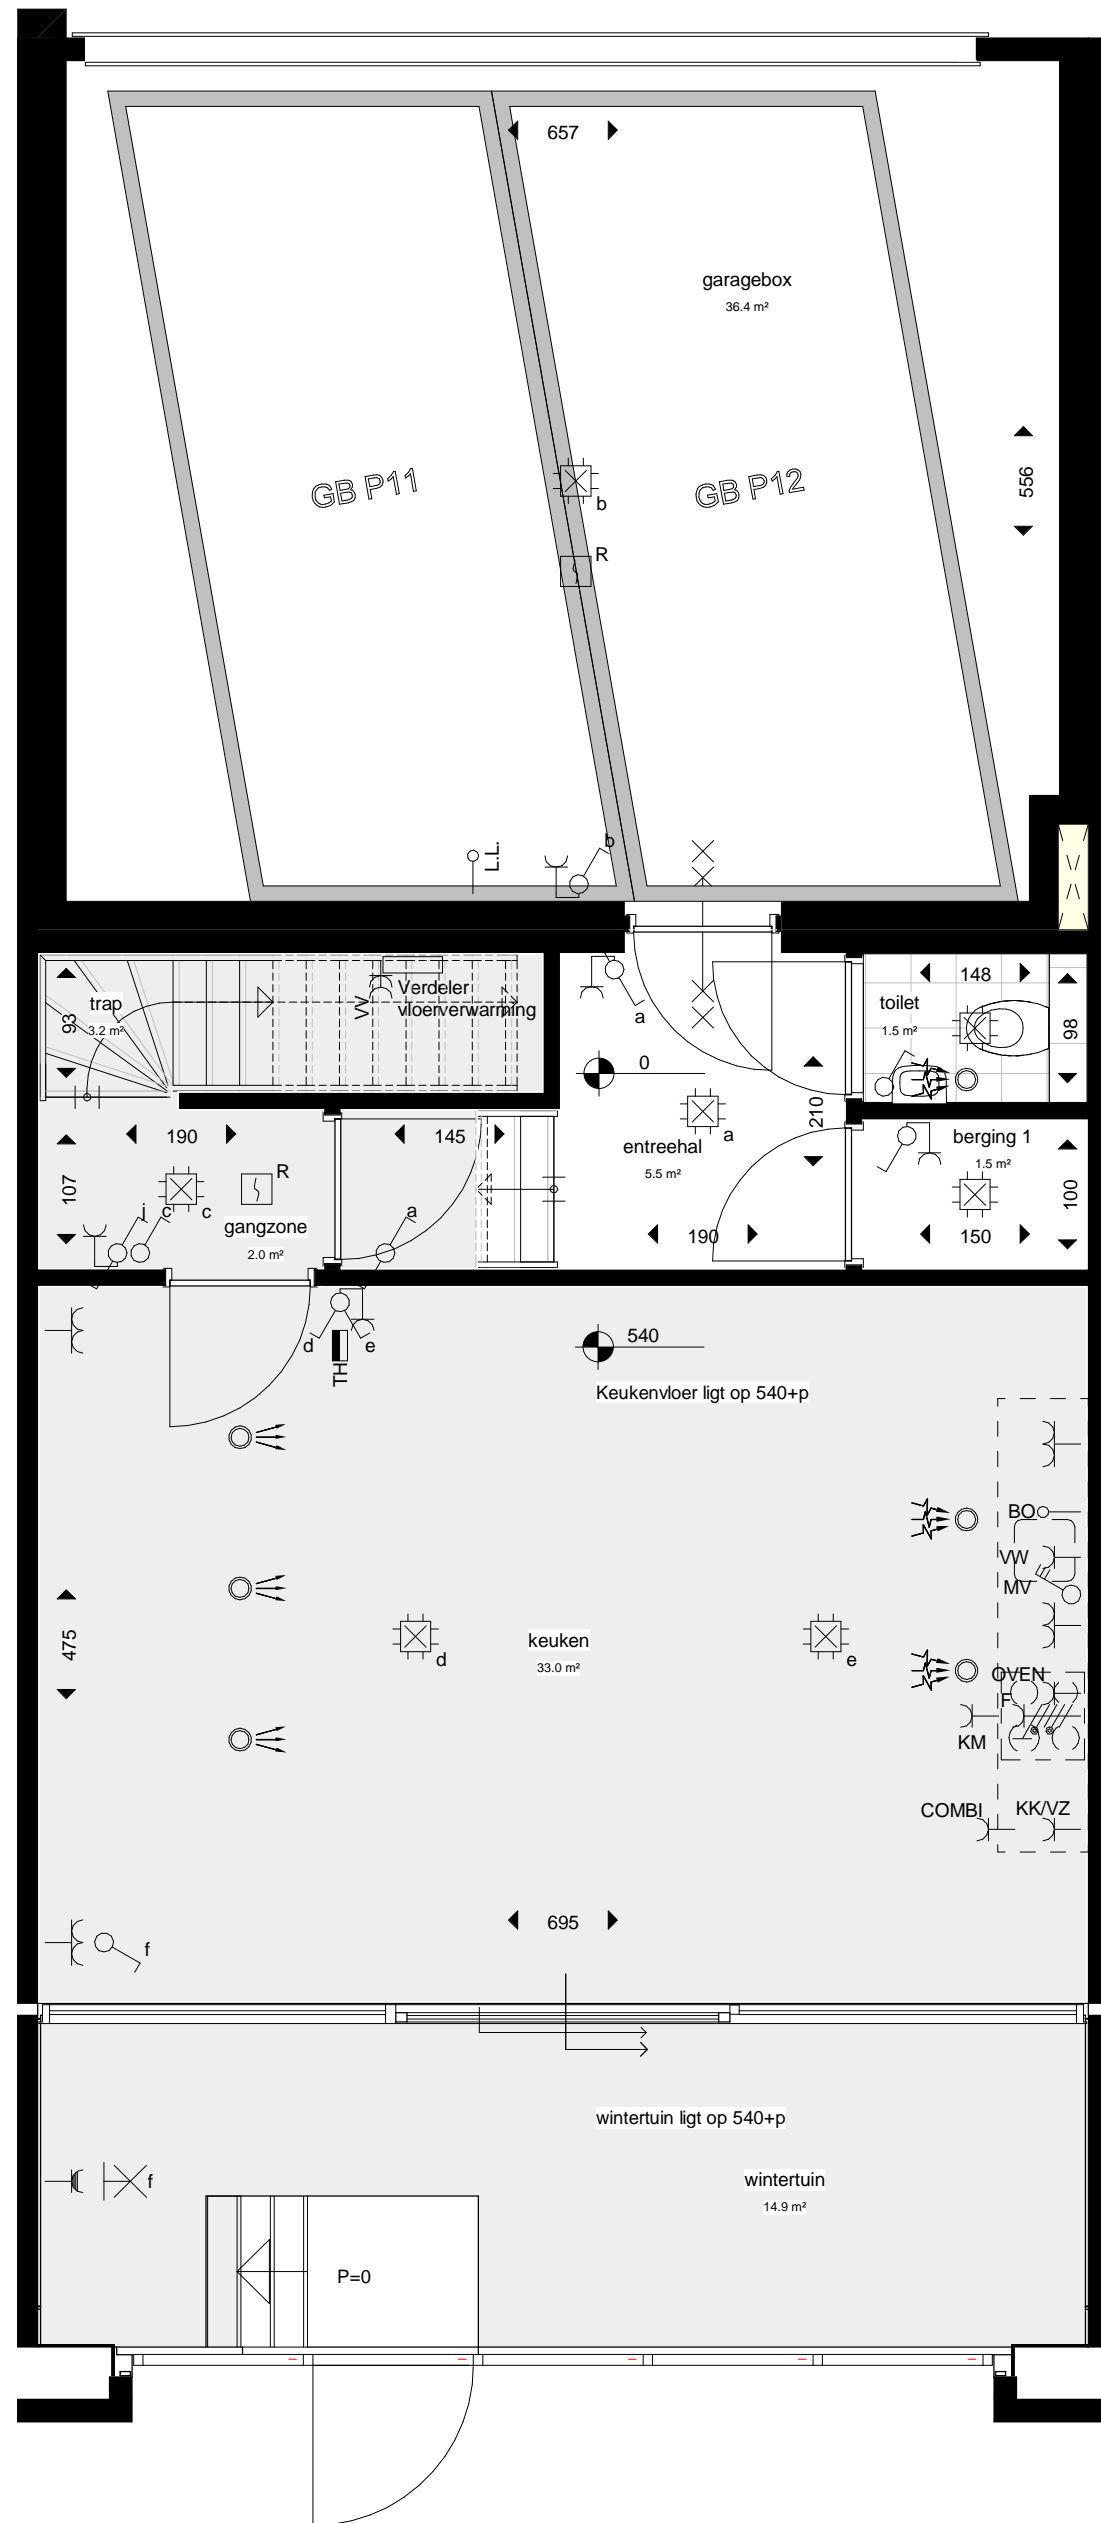 657
garagebox
36.4 m²
556
GB P11
GB P12
b
R
b
L.L.
trap
3.2 m²
93
VV
Verdeler
vloerverwarming
a
0
toilet
1.5 m²
148
98
210
a
entreehal
5.5 m²
190
berging 1
1.5 m²
100
150
190
145
107
R
j
c
c
gangzone
2.0 m²
a
d
e
TH
540
Keukenvloer ligt op 540+p
BO
VW
MV
475
keuken
33.0 m²
d
e
OVEN
F
KM
COMBI
KK/VZ
695
f
wintertuin ligt op 540+p
wintertuin
14.9 m²
f
P=0